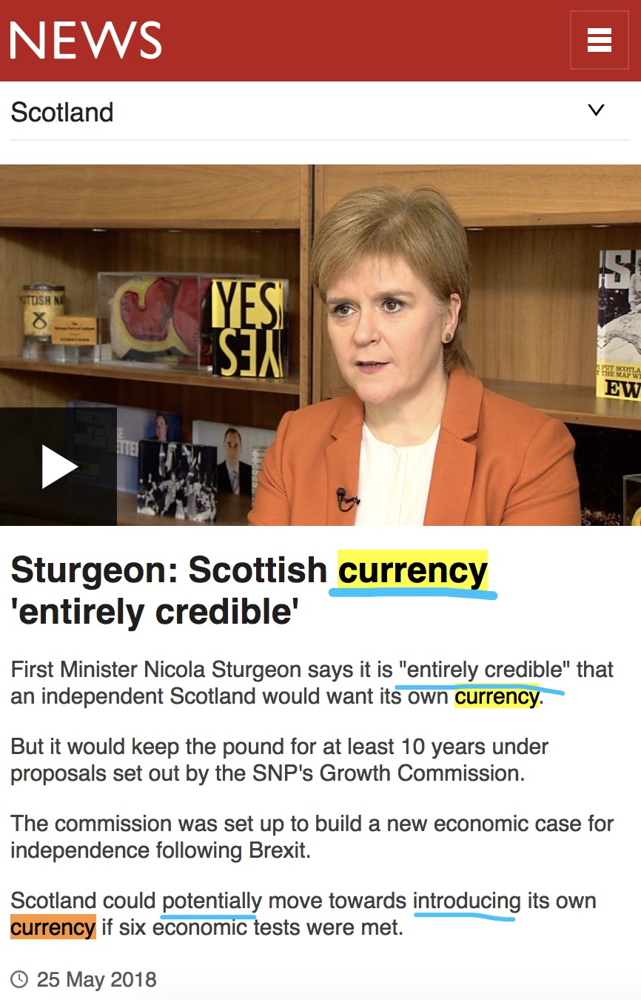 NEWS
Scotland
YES
YES
EW
Sturgeon: Scottish currency
'entirely credible'
First Minister Nicola Sturgeon says it is "entirely credible" that
an independent Scotland would want its own currency.
But it would keep the pound for at least 10 years under
proposals set out by the SNP's Growth Commission.
The commission was set up to build a new economic case for
independence following Brexit.
Scotland could potentially move towards introducing its own
currency if six economic tests were met.
25 May 2018